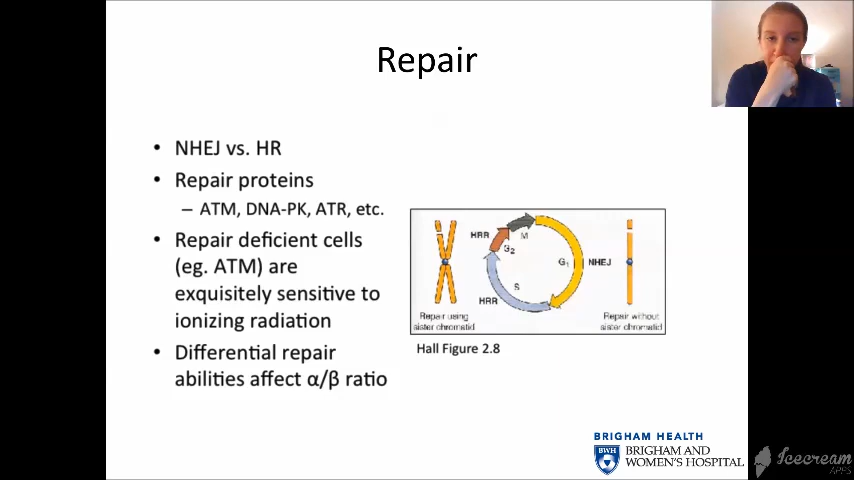 Repair
• NHEJ vs. HR
• Repair proteins
– ATM, DNA-PK, ATR, etc.
• Repair deficient cells
(eg. ATM) are
exquisitely sensitive to
ionizing radiation
• Differential repair
abilities affect α/β ratio
HRR
M
G2
G1
NHEJ
S
HRR
Repair using
sister chromatid
Repair without
sister chromatid
Hall Figure 2.8
BRIGHAM HEALTH
BWH
BRIGHAM AND
WOMEN'S HOSPITAL
Icecream
APPS